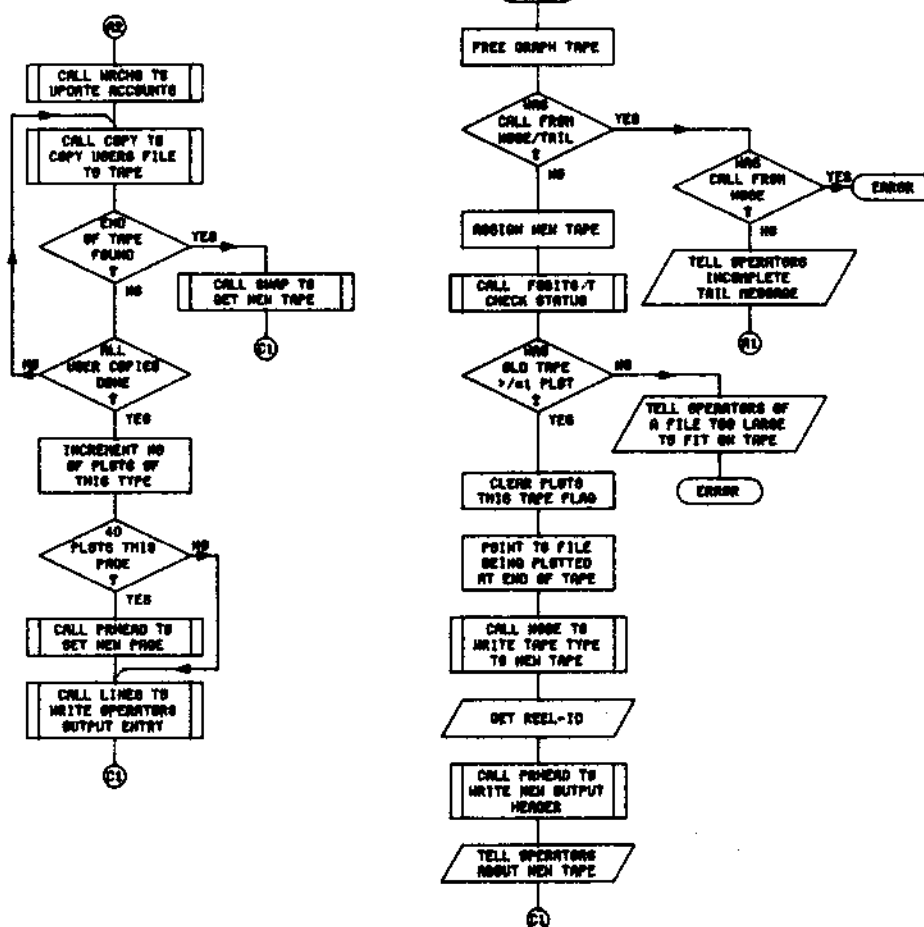 A2
CALL WRCHG TO
UPDATE ACCOUNTS
CALL COPY TO
COPY USERS FILE
TO TAPE
END
OF TAPE
FOUND
?
YES
NO
CALL SWAP TO
GET NEW TAPE
C1
ALL
USER COPIES
DONE
?
NO
YES
INCREMENT NO
OF PLOTS OF
THIS TYPE
40
PLOTS THIS
PAGE
?
NO
YES
CALL PRHEAD TO
GET NEW PAGE
CALL LINES TO
WRITE OPERATORS
OUTPUT ENTRY
C1
FREE GRAPH TAPE
WAS
CALL FROM
NOSE/TAIL
?
YES
NO
WAS
CALL FROM
NOSE
?
YES
ERROR
NO
TELL OPERATORS
INCOMPLETE
TAIL MESSAGE
A1
ASSIGN NEW TAPE
CALL FSBITS/T
CHECK STATUS
WAS
OLD TAPE
>/=1 PLOT
?
NO
YES
TELL OPERATORS OF
A FILE TOO LARGE
TO FIT ON TAPE
ERROR
CLEAR PLOTS
THIS TAPE FLAG
POINT TO FILE
BEING PLOTTED
AT END OF TAPE
CALL NOSE TO
WRITE TAPE TYPE
TO NEW TAPE
GET REEL-ID
CALL PRHEAD TO
WRITE NEW OUTPUT
HEADER
TELL OPERATORS
ABOUT NEW TAPE
C1